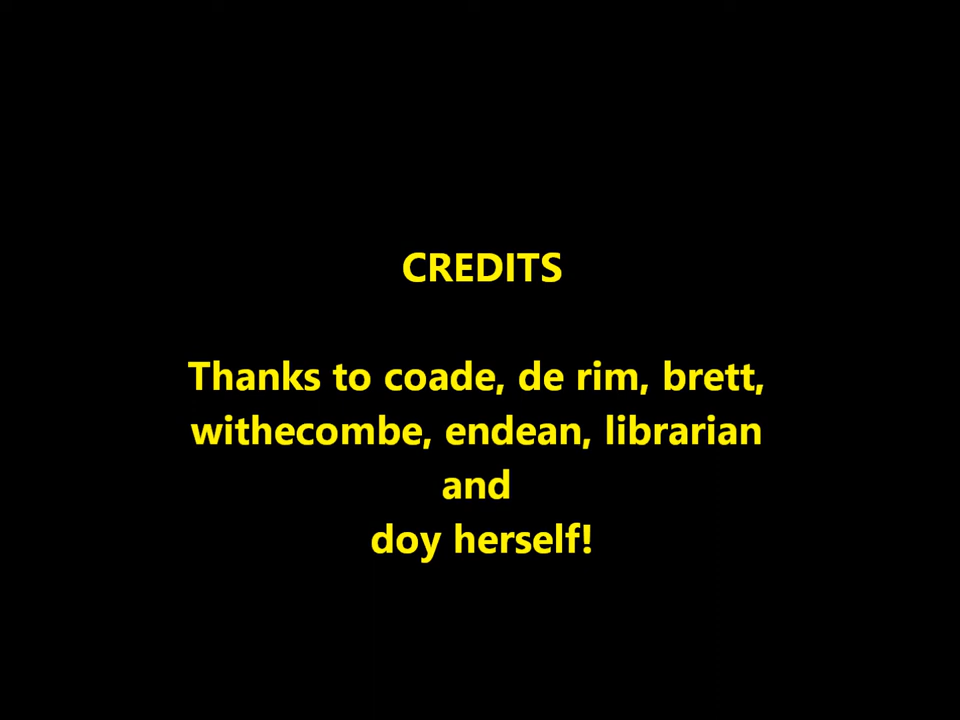 CREDITS
Thanks to coade, de rim, brett,
withecombe, endean, librarian
and
doy herself!